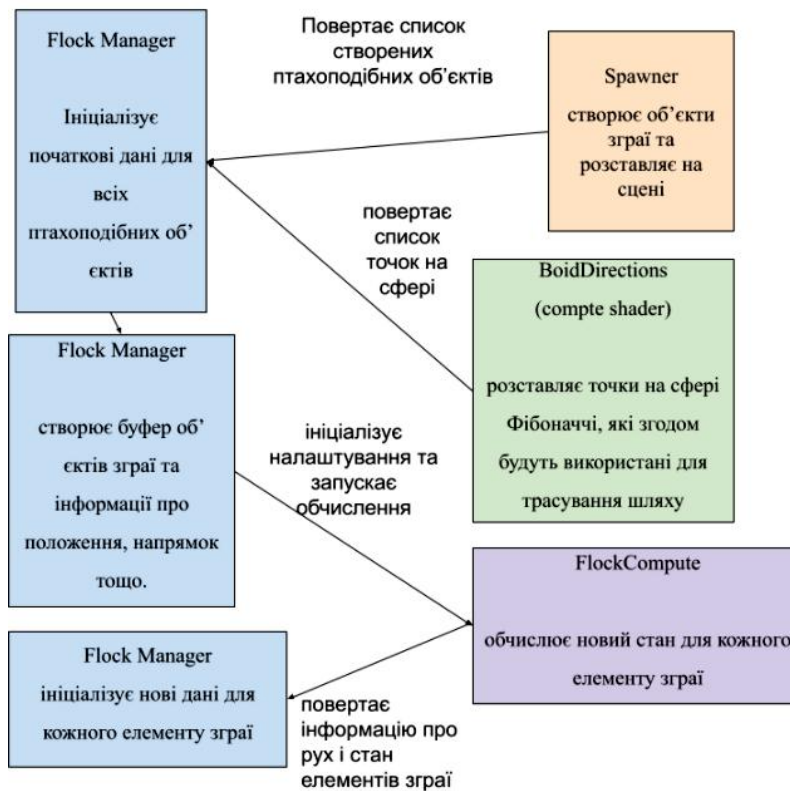 Flock Manager
Ініціалізує
початкові дані для
всіх
птахоподібних об'
єктів
Повертає список
створених
птахоподібних об'єктів
Spawner
створює об'єкти
зграї та
розставляє на
сцені
повертає
список
точок на
сфері
BoidDirections
(compte shader)
розставляє точки на сфері
Фібоначчі, які згодом
будуть використані для
трасування шляху
Flock Manager
створює буфер об'
єктів зграї та
інформації про
положення, напрямок
тощо.
ініціалізує
налаштування та
запускає
обчислення
FlockCompute
обчислює новий стан для кожного
елементу зграї
Flock Manager
ініціалізує нові дані для
кожного елементу зграї
повертає
інформацію про
рух і стан
елементів зграї